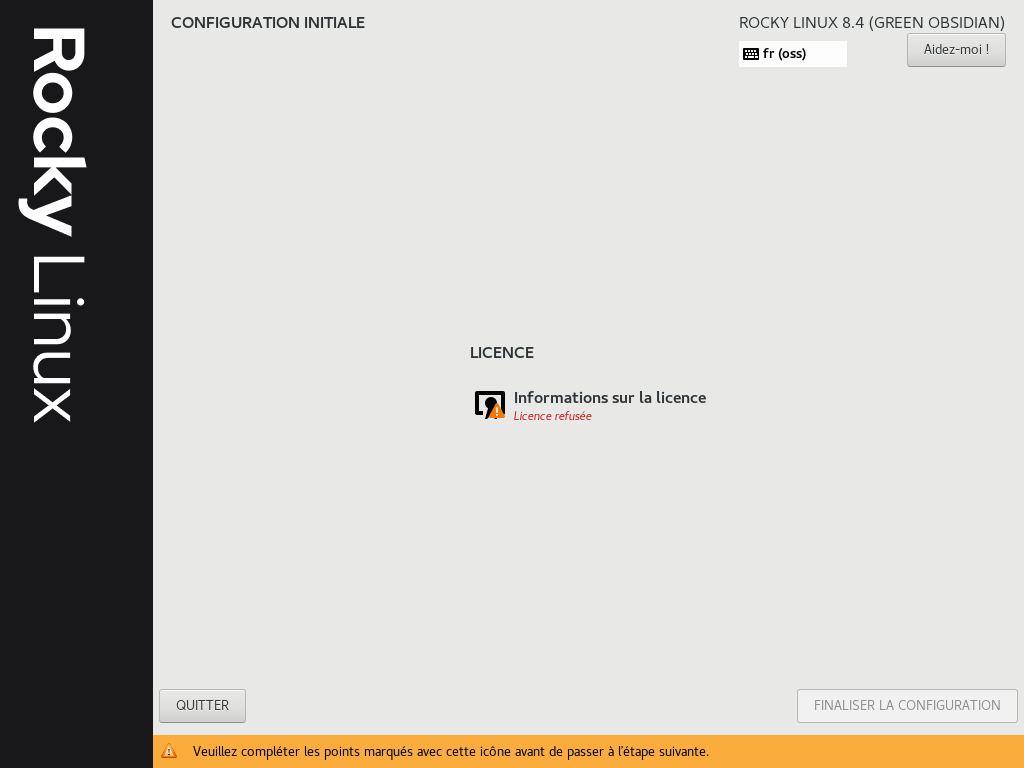 Rocky Linux
CONFIGURATION INITIALE
ROCKY LINUX 8.4 (GREEN OBSIDIAN)
fr (oss)
Aidez-moi !
LICENCE
Informations sur la licence
Licence refusée
QUITTER
FINALISER LA CONFIGURATION
Veuillez compléter les points marqués avec cette icône avant de passer à l'étape suivante.